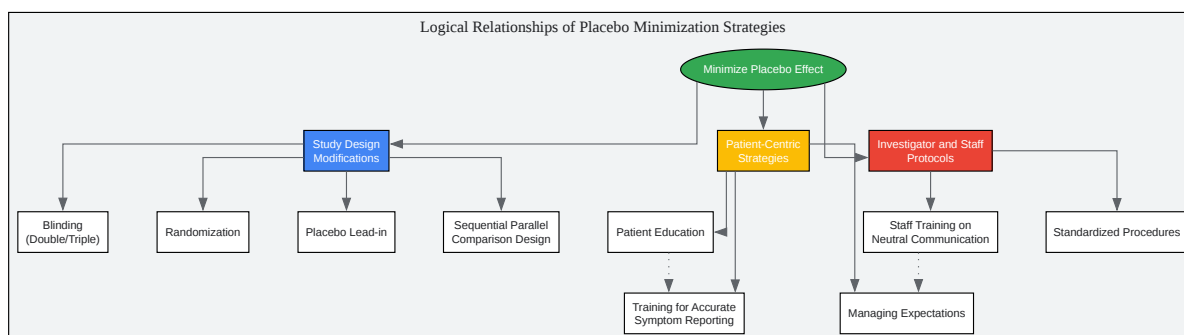 Logical Relationships of Placebo Minimization Strategies
Minimize Placebo Effect
Study Design
Modifications
Patient-Centric
Strategies
Investigator and Staff
Protocols
Blinding
(Double/Triple)
Randomization
Placebo Lead-in
Sequential Parallel
Comparison Design
Patient Education
Staff Training on
Neutral Communication
Standardized Procedures
Training for Accurate
Symptom Reporting
Managing Expectations